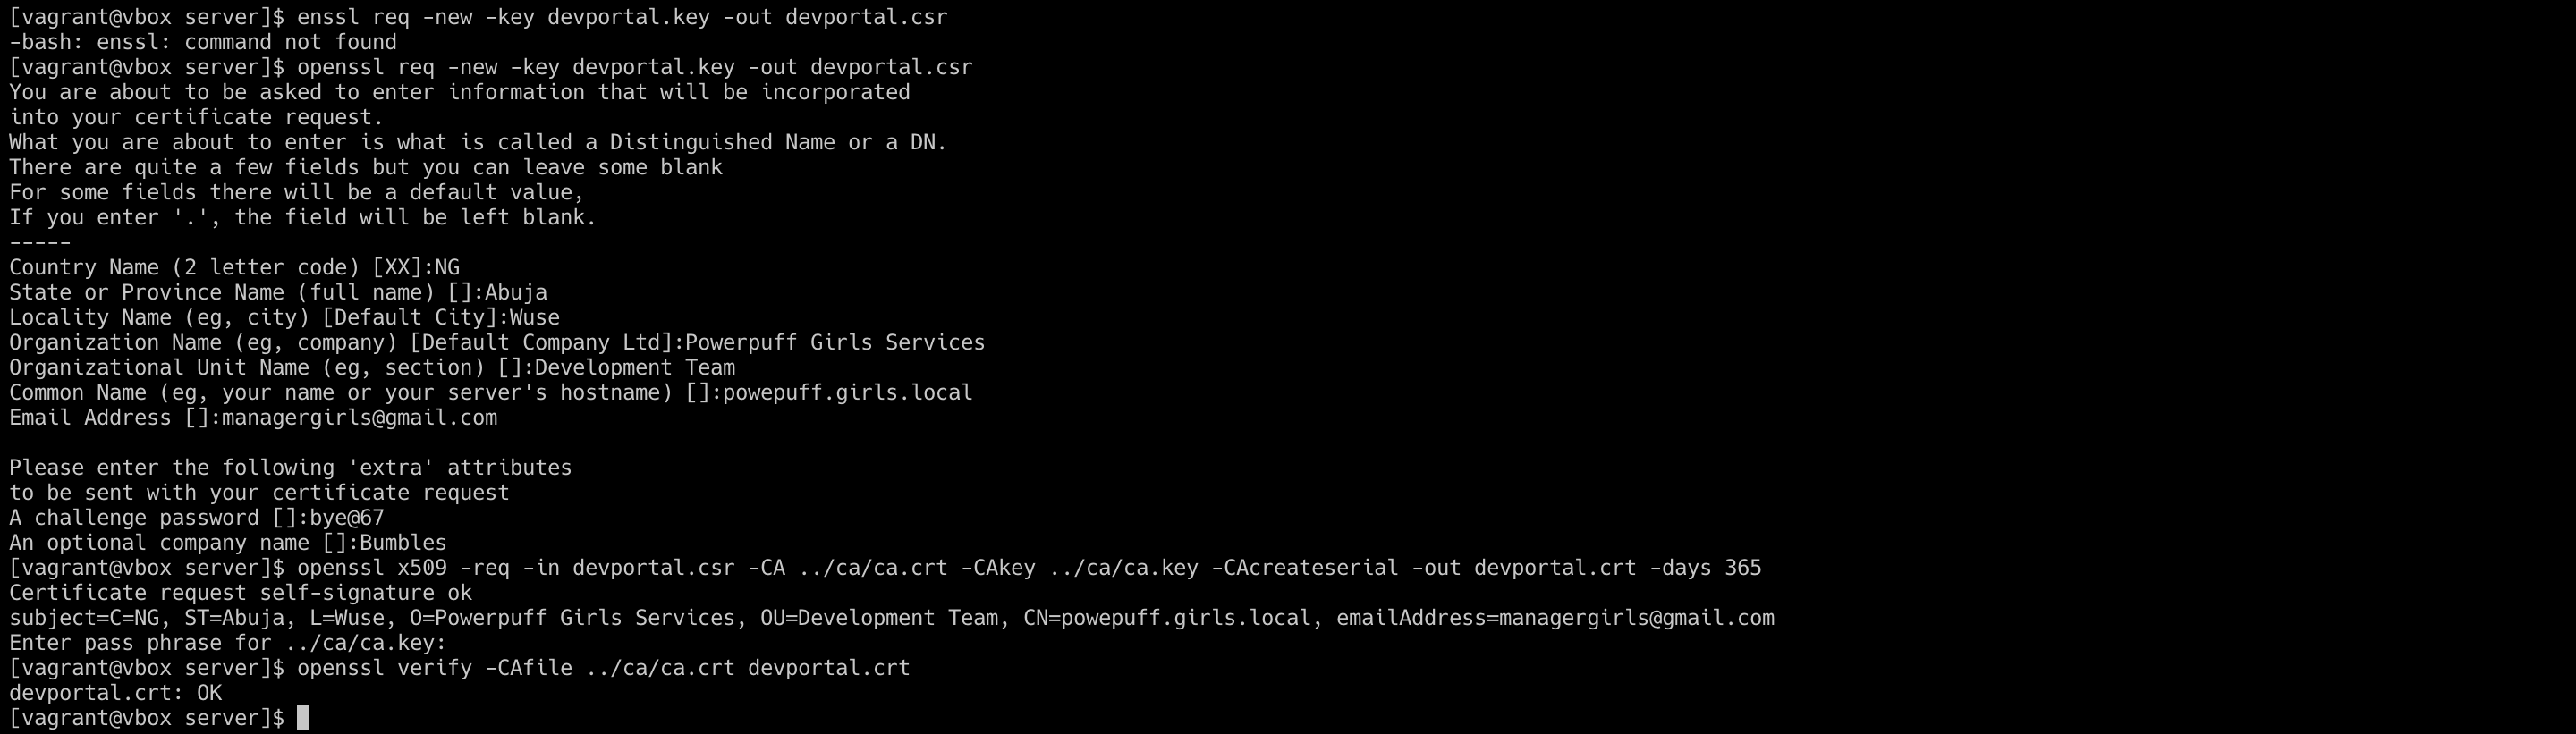 [vagrant@vbox server]$ enssl req -new -key devportal.key -out devportal.csr
-bash: enssl: command not found
[vagrant@vbox server]$ openssl req -new -key devportal.key -out devportal.csr
You are about to be asked to enter information that will be incorporated
into your certificate request.
What you are about to enter is what is called a Distinguished Name or a DN.
There are quite a few fields but you can leave some blank
For some fields there will be a default value,
If you enter '.', the field will be left blank.
-----
Country Name (2 letter code) [XX]:NG
State or Province Name (full name) []:Abuja
Locality Name (eg, city) [Default City]:Wuse
Organization Name (eg, company) [Default Company Ltd]:Powerpuff Girls Services
Organizational Unit Name (eg, section) []:Development Team
Common Name (eg, your name or your server's hostname) []:powepuff.girls.local
Email Address []:managergirls@gmail.com

Please enter the following 'extra' attributes
to be sent with your certificate request
A challenge password []:bye@67
An optional company name []:Bumbles
[vagrant@vbox server]$ openssl x509 -req -in devportal.csr -CA ../ca/ca.crt -CAkey ../ca/ca.key -CAcreateserial -out devportal.crt -days 365
Certificate request self-signature ok
subject=C=NG, ST=Abuja, L=Wuse, O=Powerpuff Girls Services, OU=Development Team, CN=powepuff.girls.local, emailAddress=managergirls@gmail.com
Enter pass phrase for ../ca/ca.key:
[vagrant@vbox server]$ openssl verify -CAfile ../ca/ca.crt devportal.crt
devportal.crt: OK
[vagrant@vbox server]$